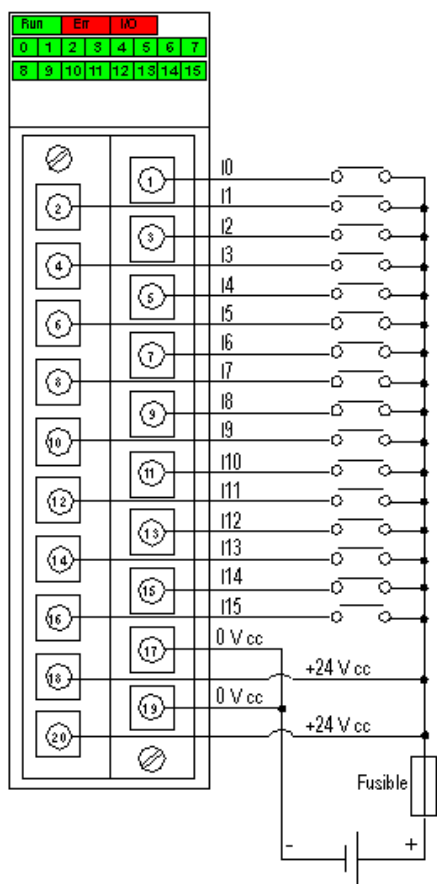 Run Err I/O
0 1 2 3 4 5 6 7
8 9 10 11 12 13 14 15
1 I0
2 I1
3 I2
4 I3
5 I4
6 I5
7 I6
8 I7
9 I8
10 I9
11 I10
12 I11
13 I12
14 I13
15 I14
16 I15
17 0 V cc
18 +24 V cc
19 0 V cc
20 +24 V cc
Fusible
- +